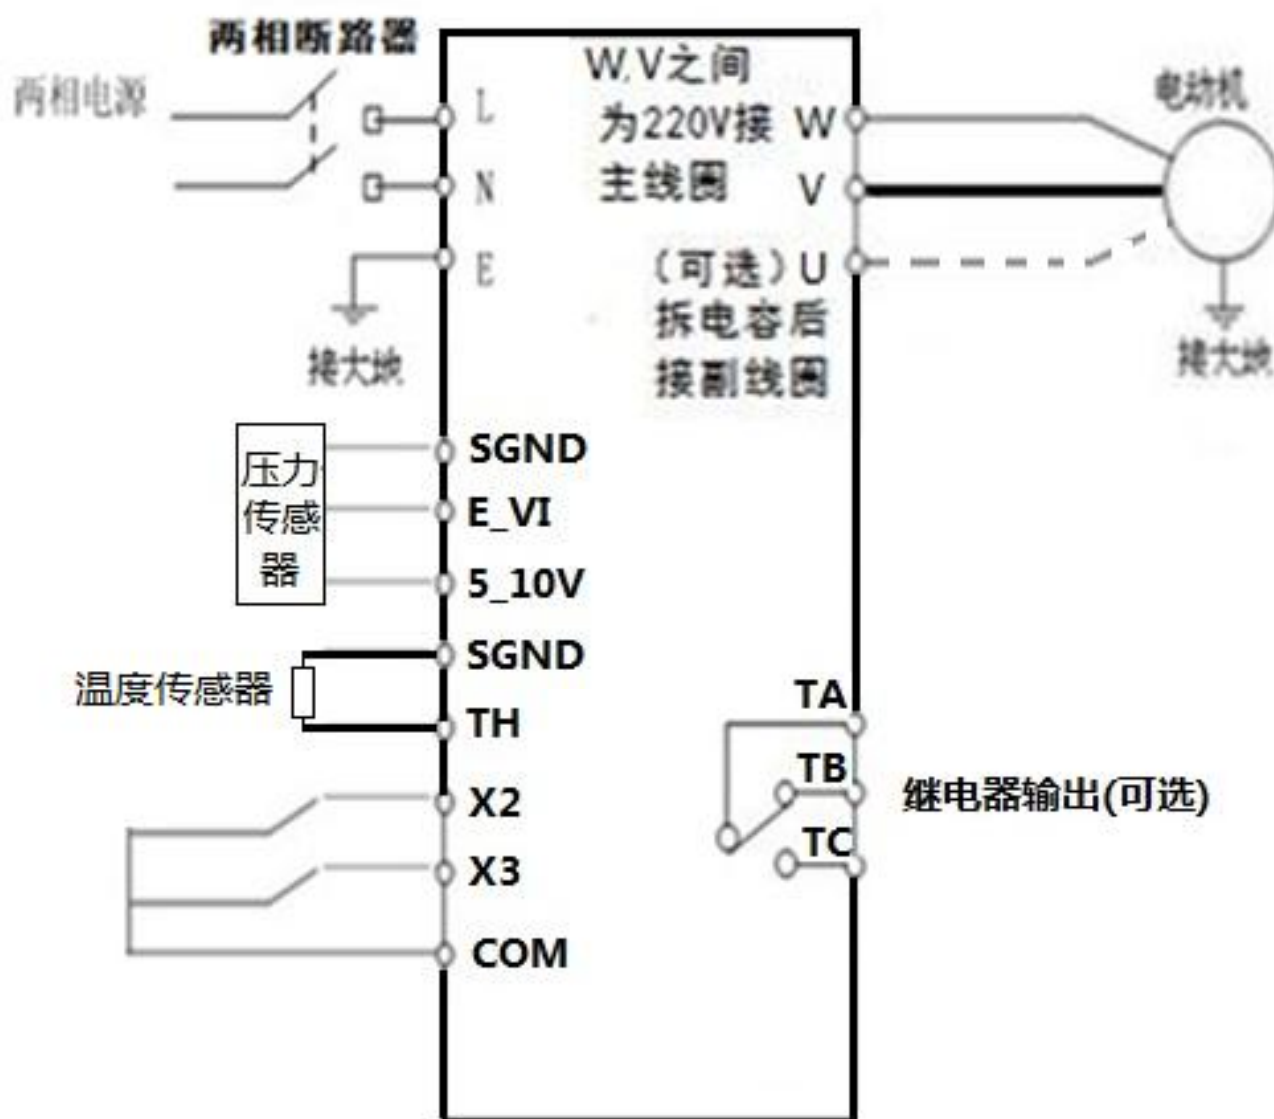 两相断路器
两相电源
L
N
E
接大地
W,V之间
为220V接
主线圈
W
V
(可选)U
拆电容后
接副线圈
电动机
接大地
压力
传感
器
SGND
E_VI
5_10V
温度传感器
SGND
TH
X2
X3
COM
TA
TB
TC
继电器输出(可选)